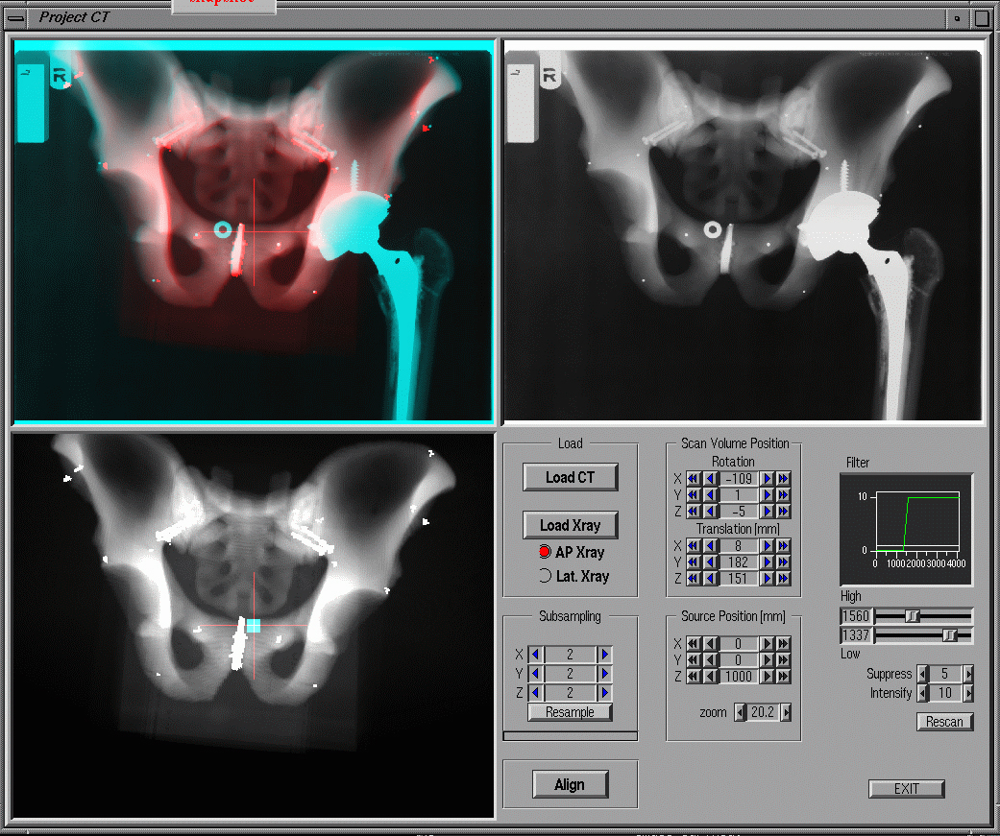 snapshot
Project CT
R
R
Load
Load CT
Load Xray
AP Xray
Lat. Xray
Subsampling
X 2
Y 2
Z 2
Resample
Align
Scan Volume Position
Rotation
X -109
Y 1
Z -5
Translation [mm]
X 8
Y 182
Z 151
Source Position [mm]
X 0
Y 0
Z 1000
zoom 20.2
Filter
10
0
0 1000 2000 3000 4000
High
1560
1337
Low
Suppress 5
Intensify 10
Rescan
EXIT